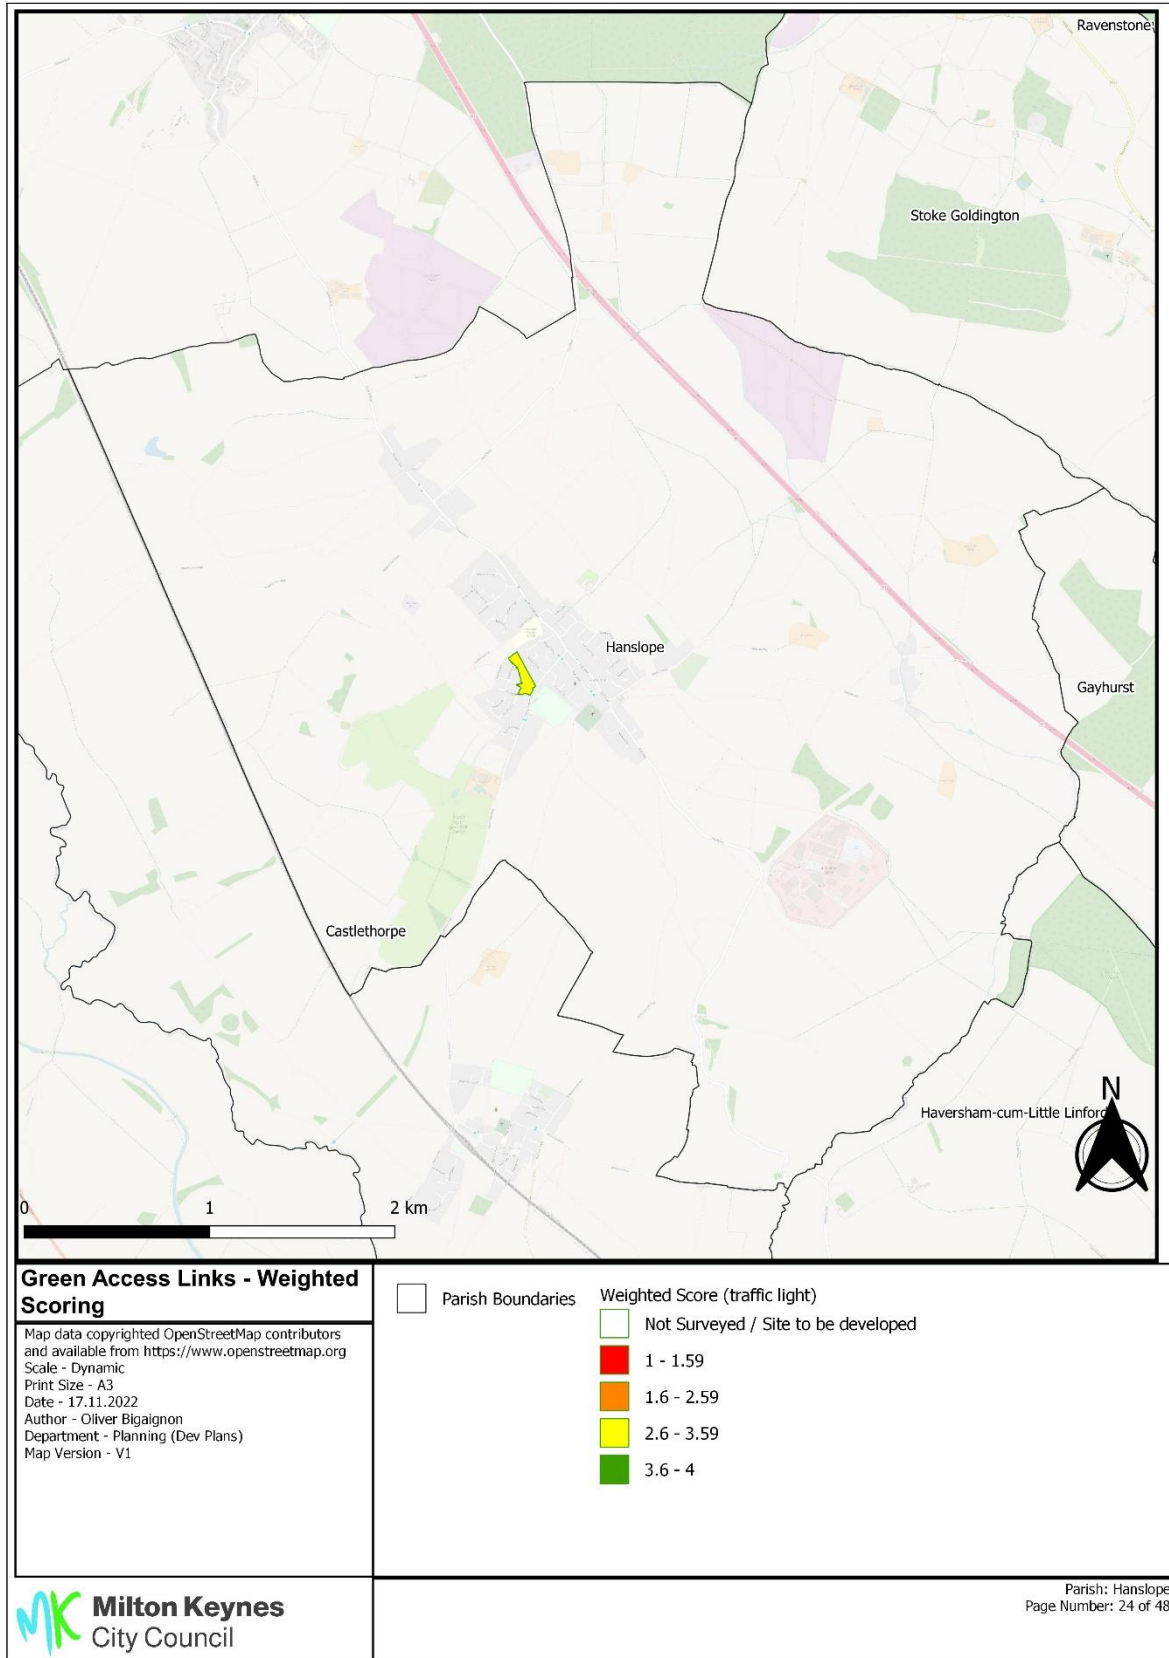 Ravenstone
Stoke Goldington
Hanslope
Gayhurst
Castlethorpe
N
Haversham-cum-Little Linford
0 1 2 km
Green Access Links - Weighted
Scoring
Map data copyrighted OpenStreetMap contributors
and available from https://www.openstreetmap.org
Scale - Dynamic
Print Size - A3
Date - 17.11.2022
Author - Oliver Bigaignon
Department - Planning (Dev Plans)
Map Version - V1
Parish Boundaries
Weighted Score (traffic light)
Not Surveyed / Site to be developed
1 - 1.59
1.6 - 2.59
2.6 - 3.59
3.6 - 4
MK Milton Keynes
City Council
Parish: Hanslope
Page Number: 24 of 48